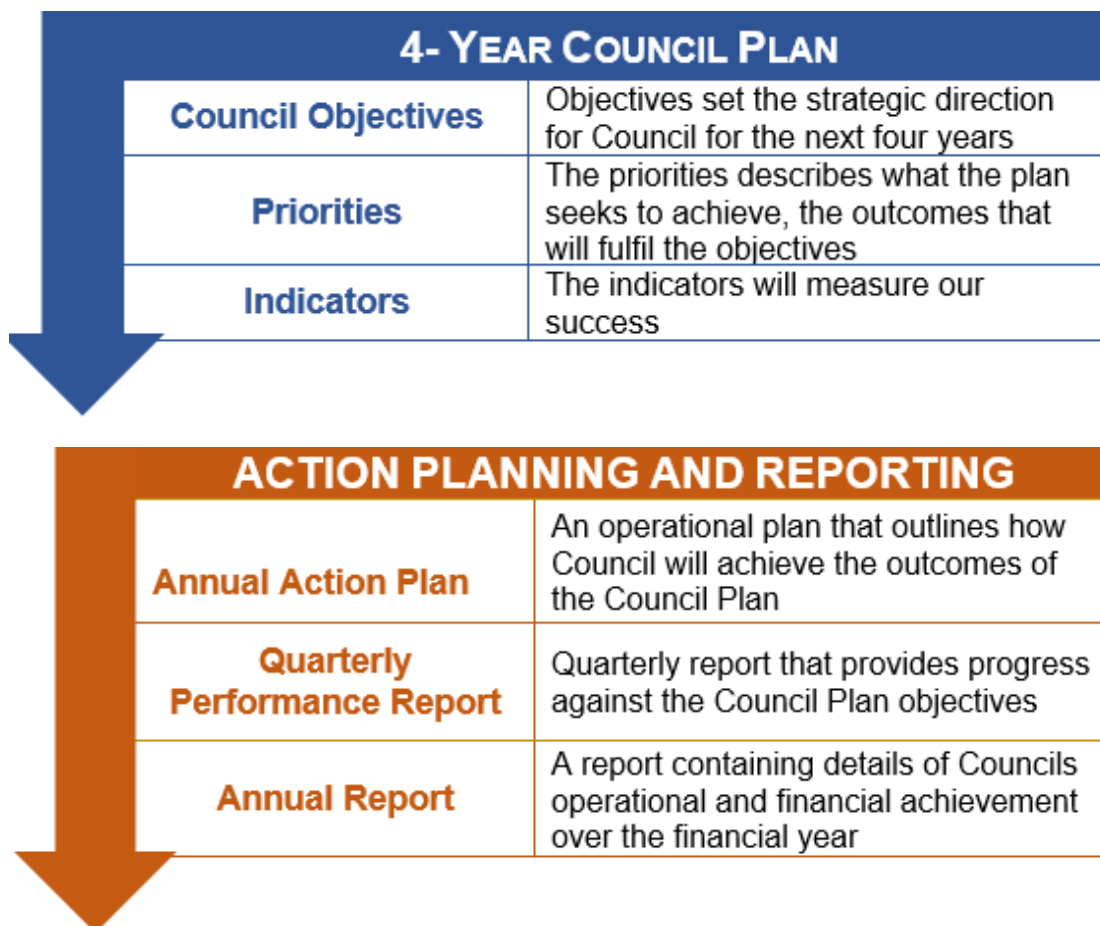 4- YEAR COUNCIL PLAN
Council Objectives
Objectives set the strategic direction
for Council for the next four years
Priorities
The priorities describes what the plan
seeks to achieve, the outcomes that
will fulfil the objectives
Indicators
The indicators will measure our
success
ACTION PLANNING AND REPORTING
Annual Action Plan
An operational plan that outlines how
Council will achieve the outcomes of
the Council Plan
Quarterly
Performance Report
Quarterly report that provides progress
against the Council Plan objectives
Annual Report
A report containing details of Councils
operational and financial achievement
over the financial year